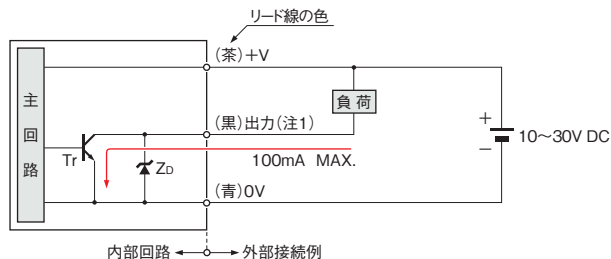 リード線の色
(茶)+V
主回路
負荷
+
(黒)出力(注1)
10～30V DC
Tr
ZD
−
100mA MAX.
(青)0V
内部回路
外部接続例